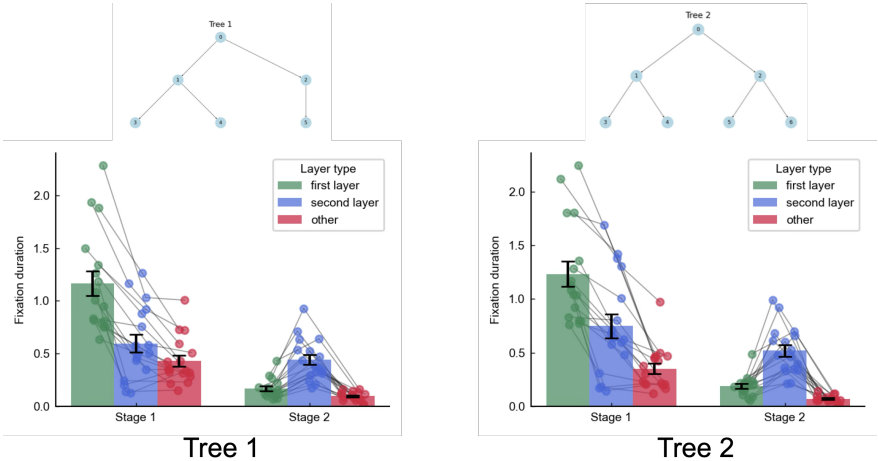 Tree 1
0
1
2
3
4
5
Fixation duration
2.0
1.5
1.0
0.5
0.0
Layer type
first layer
second layer
other
Stage 1
Stage 2
Tree 1
Tree 2
0
1
2
3
4
5
6
Fixation duration
2.0
1.5
1.0
0.5
0.0
Layer type
first layer
second layer
other
Stage 1
Stage 2
Tree 2